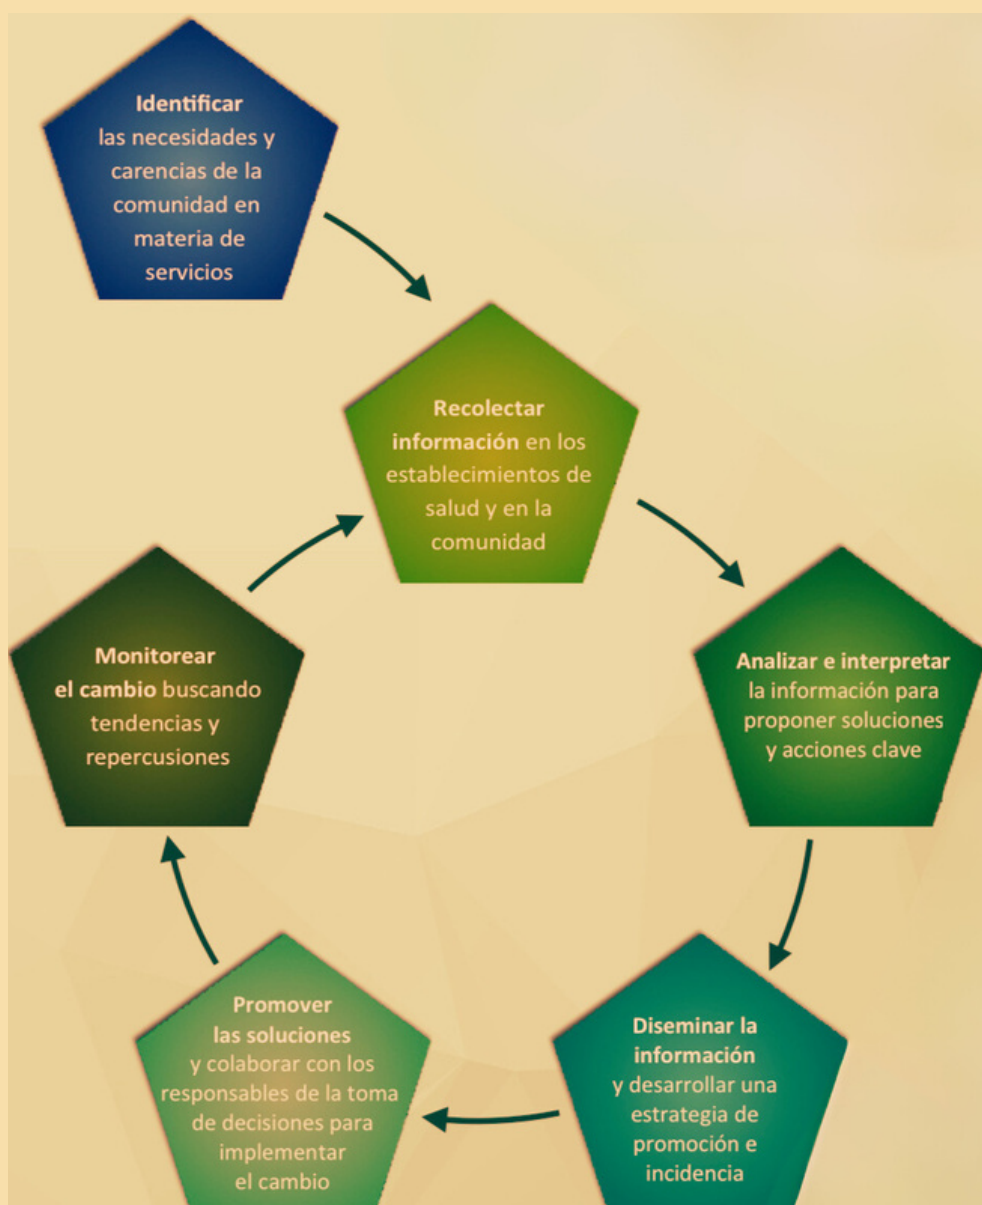 Identificar
las necesidades y
carencias de la
comunidad en
materia de
servicios
Recolectar
información en los
establecimientos de
salud y en la
comunidad
Analizar e interpretar
la información para
proponer soluciones
y acciones clave
Diseminar la
información
y desarrollar una
estrategia de
promoción e
incidencia
Promover
las soluciones
y colaborar con los
responsables de la toma
de decisiones para
implementar
el cambio
Monitorear
el cambio buscando
tendencias y
repercusiones